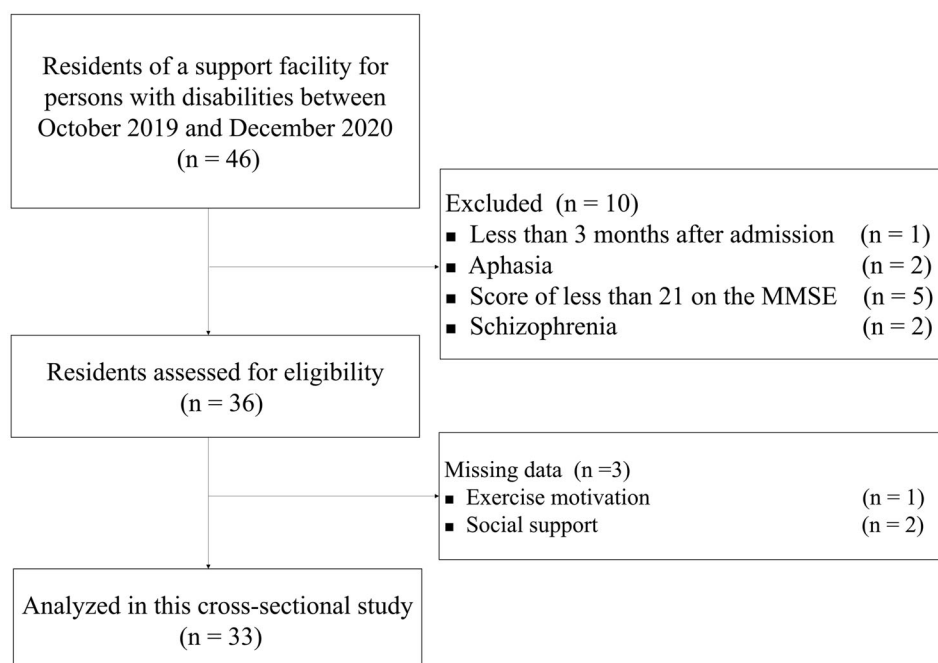 Residents of a support facility for
persons with disabilities between
October 2019 and December 2020
(n = 46)
Excluded (n = 10)
■ Less than 3 months after admission (n = 1)
■ Aphasia (n = 2)
■ Score of less than 21 on the MMSE (n = 5)
■ Schizophrenia (n = 2)
Residents assessed for eligibility
(n = 36)
Missing data (n =3)
■ Exercise motivation (n = 1)
■ Social support (n = 2)
Analyzed in this cross-sectional study
(n = 33)